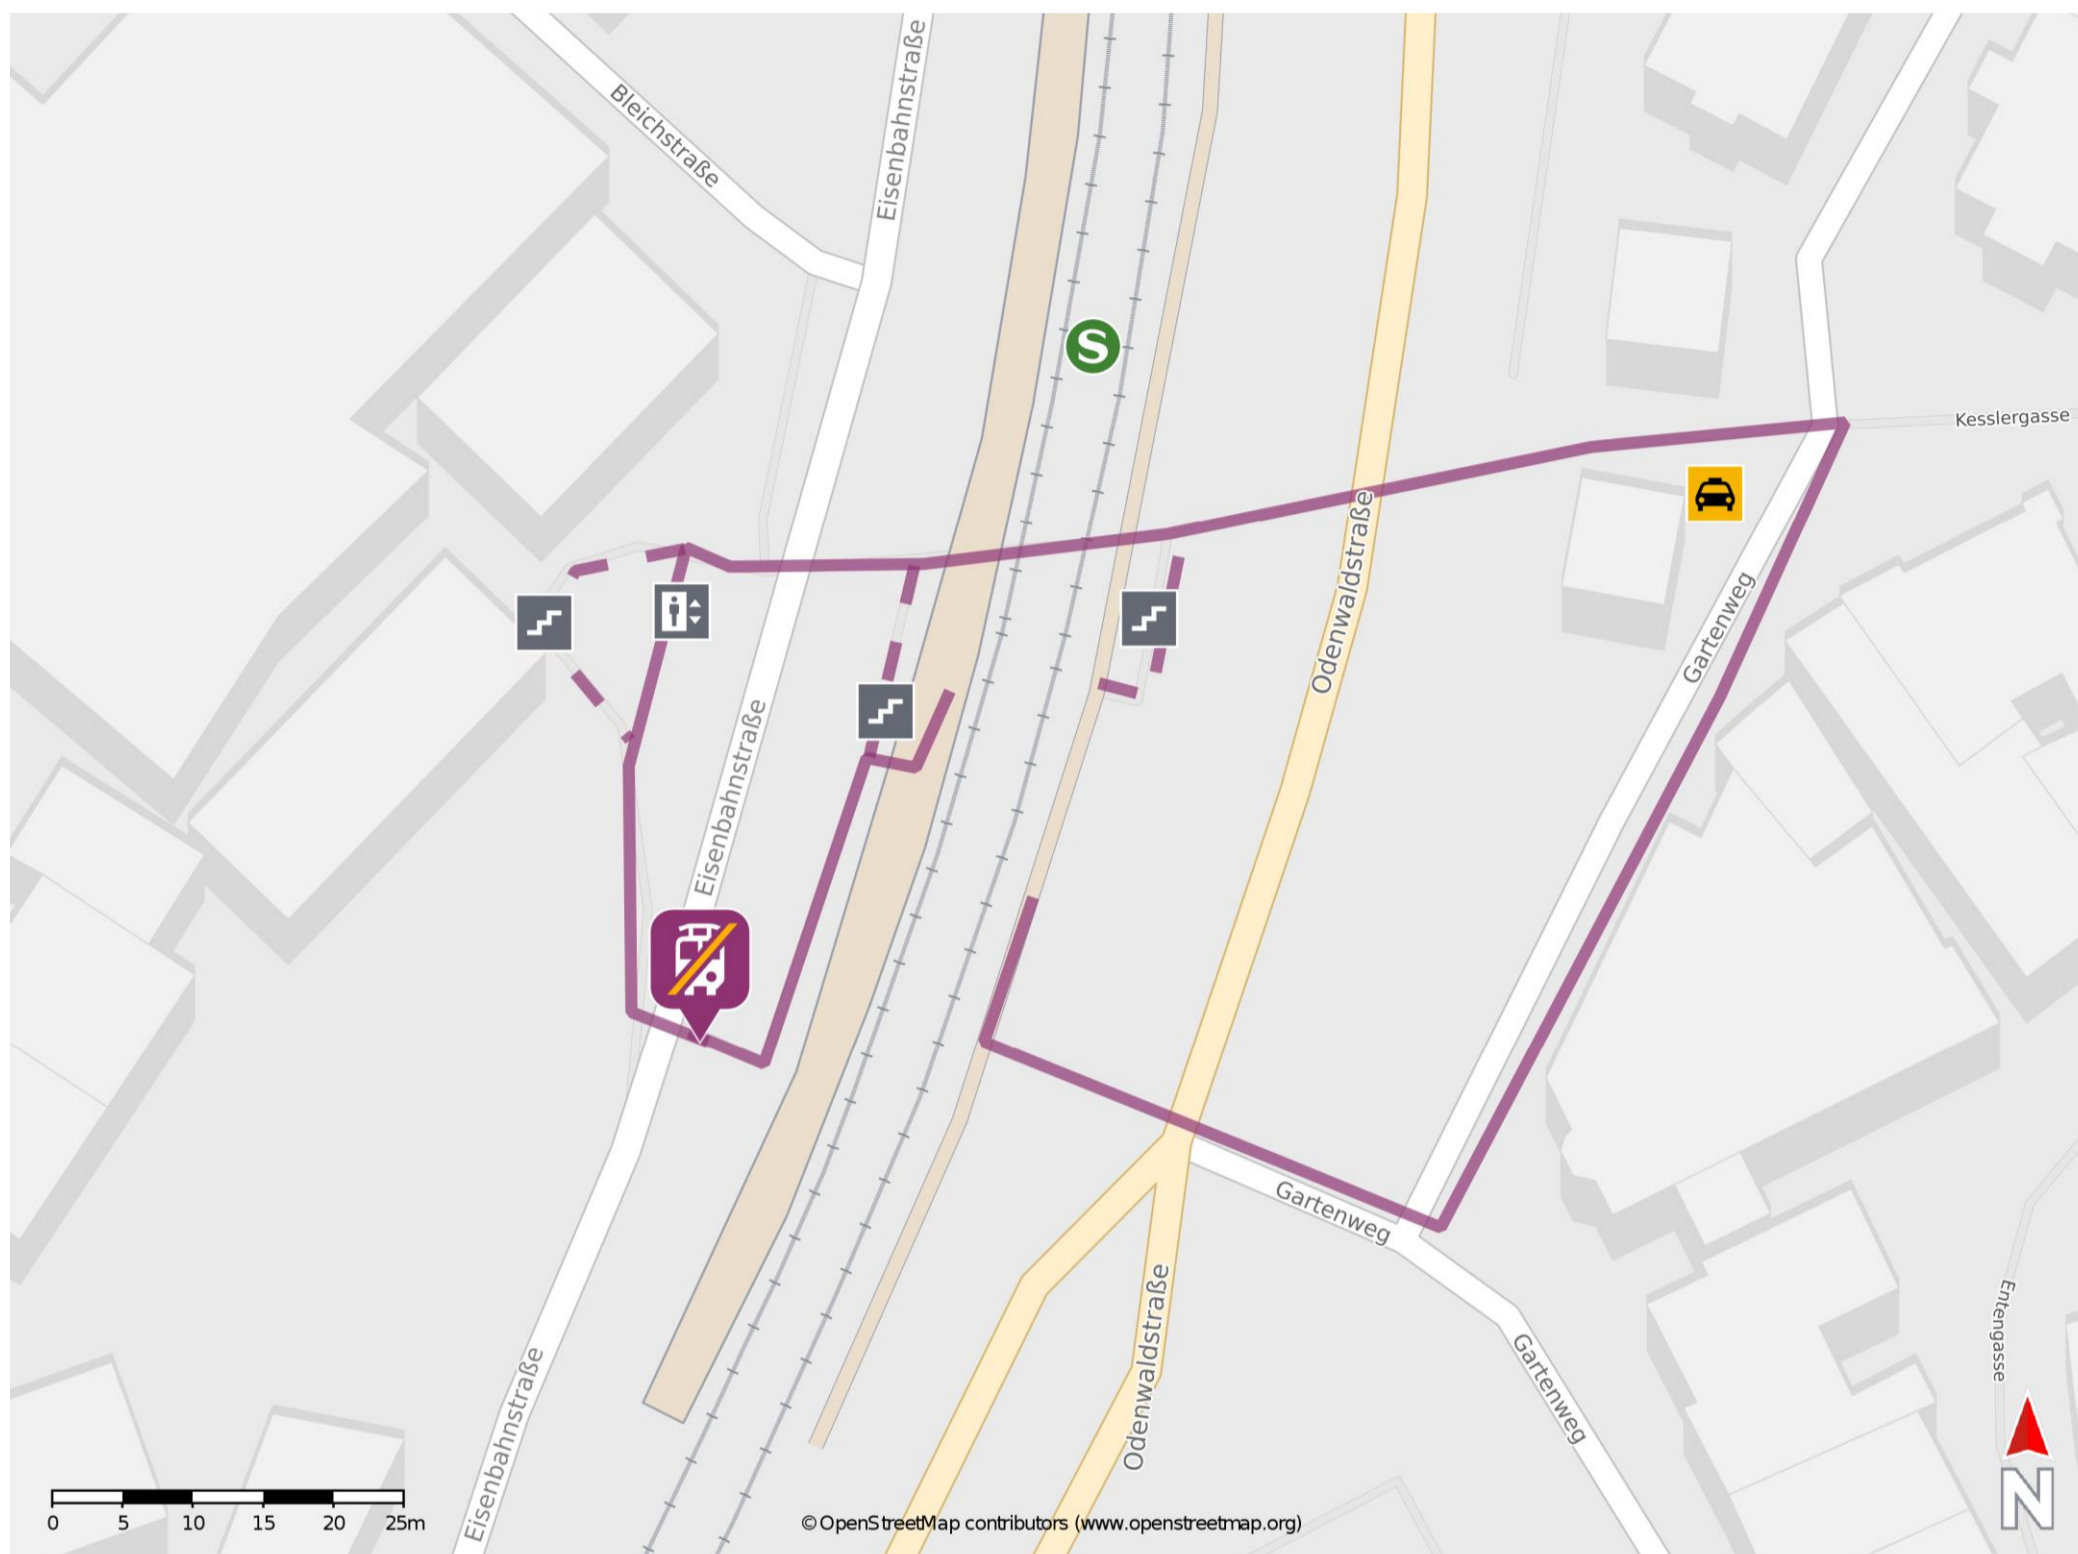 Bleichstraße
Eisenbahnstraße
S
Kesslergasse
Odenwaldstraße
Gartenweg
Eisenbahnstraße
Gartenweg
Odenwaldstraße
Entengasse
Gartenweg
Eisenbahnstraße
N
0 5 10 15 20 25m
©OpenStreetMap contributors (www.openstreetmap.org)